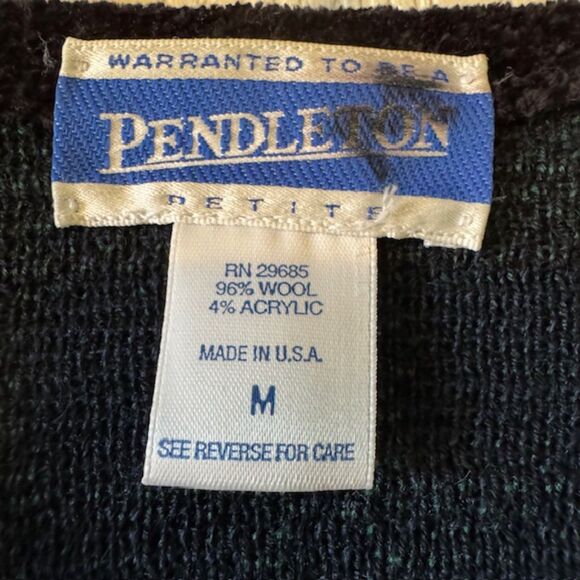 WARRANTED TO BE A
PENDLETON
PETITE
RN 29685
96% WOOL
4% ACRYLIC
MADE IN U.S.A.
M
SEE REVERSE FOR CARE